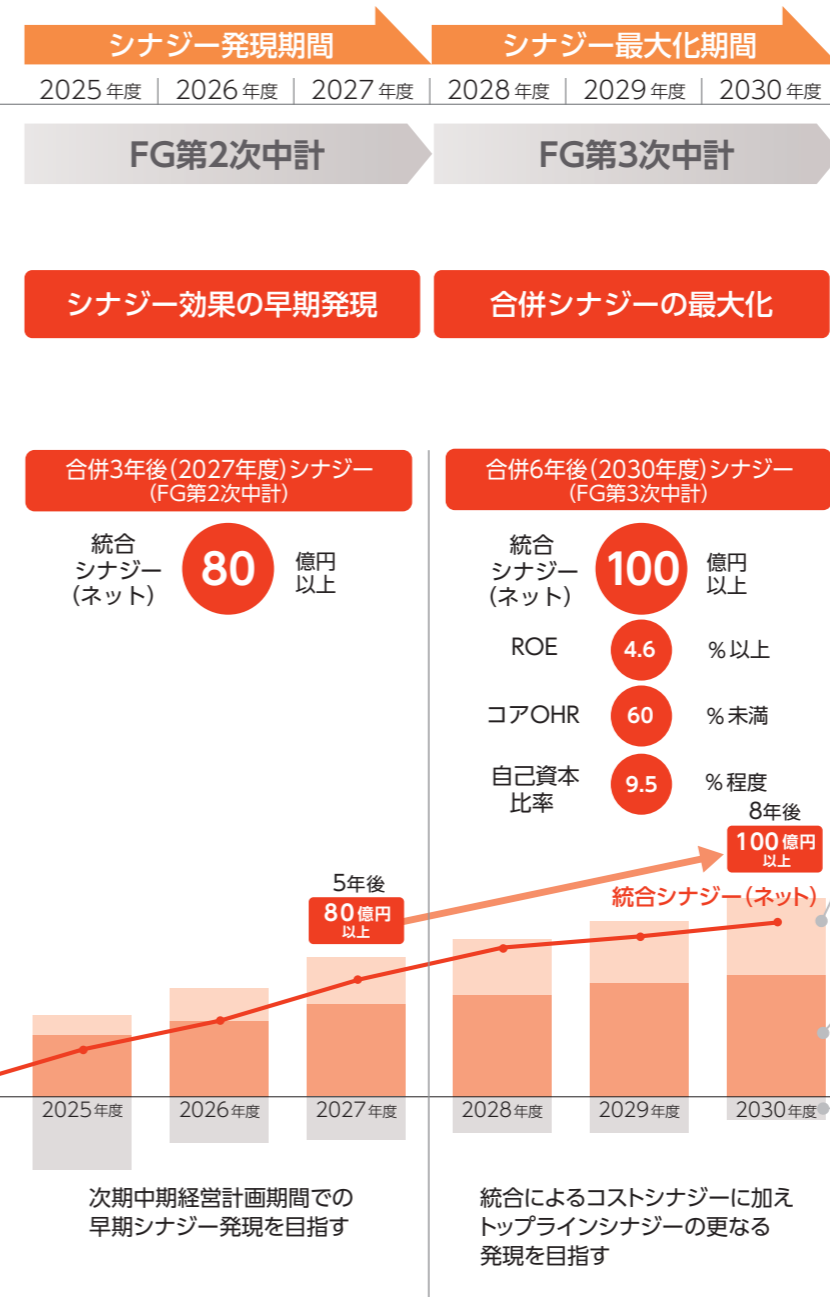 シナジー発現期間
シナジー最大化期間
2025年度 2026年度 2027年度 2028年度 2029年度 2030年度
FG第2次中計
FG第3次中計
シナジー効果の早期発現
合併シナジーの最大化
合併3年後(2027年度)シナジー
(FG第2次中計)
統合
シナジー
(ネット)
80
億円
以上
合併6年後(2030年度)シナジー
(FG第3次中計)
統合
シナジー
(ネット)
100
億円
以上
ROE 4.6 %以上
コアOHR 60 %未満
自己資本
比率
9.5 %程度
5年後
80億円
以上
8年後
100億円
以上
統合シナジー(ネット)
2025年度 2026年度 2027年度 2028年度 2029年度 2030年度
次期中期経営計画期間での
早期シナジー発現を目指す
統合によるコストシナジーに加え
トップラインシナジーの更なる
発現を目指す